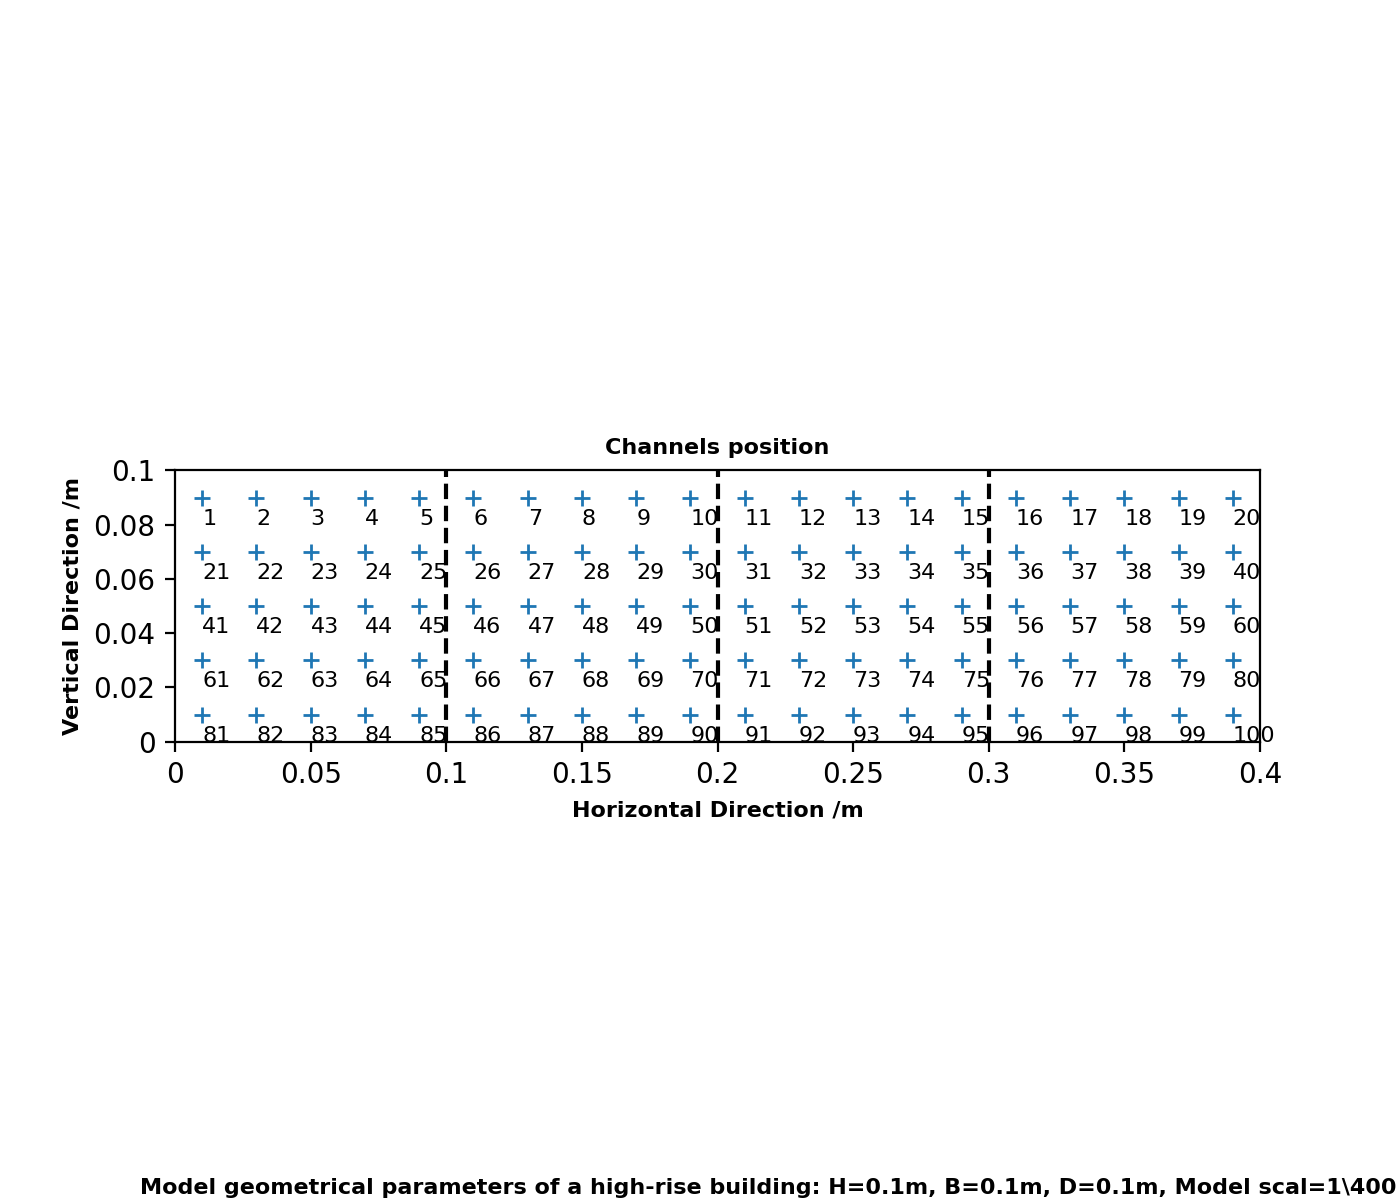 Channels position
0.1
1 2 3 4 5 6 7 8 9 10 11 12 13 14 15 16 17 18 19 20
0.08
21 22 23 24 25 26 27 28 29 30 31 32 33 34 35 36 37 38 39 40
0.06
41 42 43 44 45 46 47 48 49 50 51 52 53 54 55 56 57 58 59 60
0.04
61 62 63 64 65 66 67 68 69 70 71 72 73 74 75 76 77 78 79 80
0.02
81 82 83 84 85 86 87 88 89 90 91 92 93 94 95 96 97 98 99 100
0
Vertical Direction /m
0 0.05 0.1 0.15 0.2 0.25 0.3 0.35 0.4
Horizontal Direction /m
Model geometrical parameters of a high-rise building: H=0.1m, B=0.1m, D=0.1m, Model scal=1\400